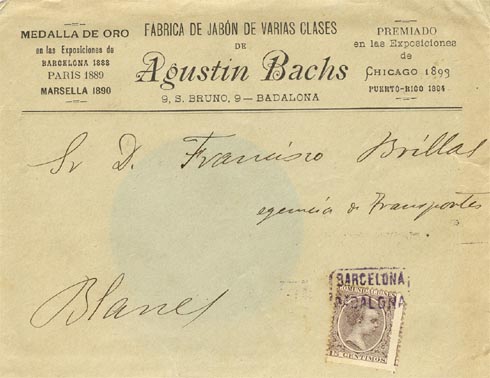 MEDALLA DE ORO
en las Exposiciones de
BARCELONA 1888
PARIS 1889
MARSELLA 1890
FABRICA DE JABÓN DE VARIAS CLASES
DE
Agustin Bachs
9, S. BRUNO, 9 — BADALONA
PREMIADO
en las Exposiciones
de
CHICAGO 1893
PUERTO-RICO 1894
Sr D. Francisco Brillas
agencia de Transportes
Blanes
BARCELONA
BADALONA
COMUNICACIONES
15 CENTIMOS